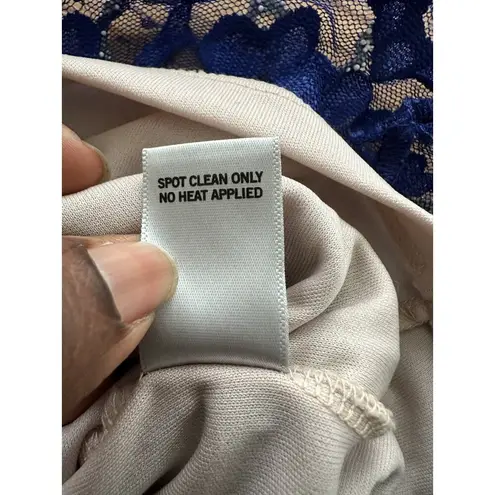 SPOT CLEAN ONLY
NO HEAT APPLIED